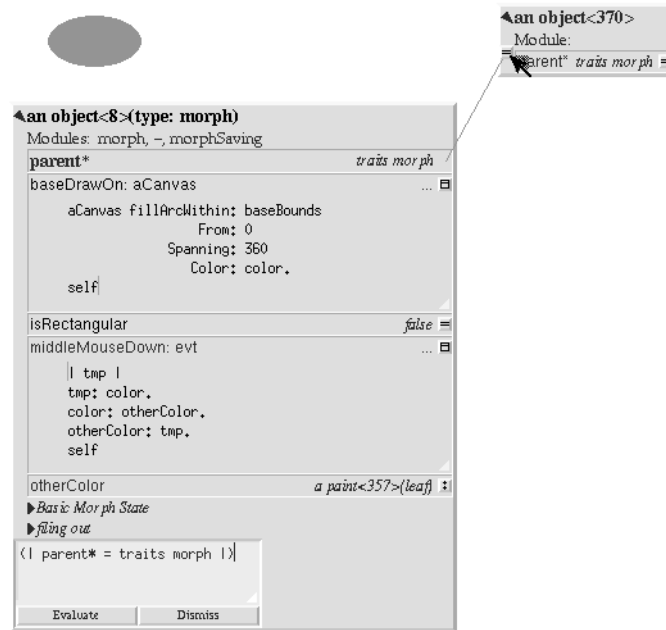 an object<370>
Module:
parent* traits morph =
an object<8>(type: morph)
Modules: morph, –, morphSaving
parent* traits morph
baseDrawOn: aCanvas ...
aCanvas fillArcWithin: baseBounds
From: 0
Spanning: 360
Color: color.
self
isRectangular false =
middleMouseDown: evt ...
| tmp |
tmp: color.
color: otherColor.
otherColor: tmp.
self
otherColor a paint<357>(leaf) :
Basic Morph State
filing out
(| parent* = traits morph |)
Evaluate Dismiss